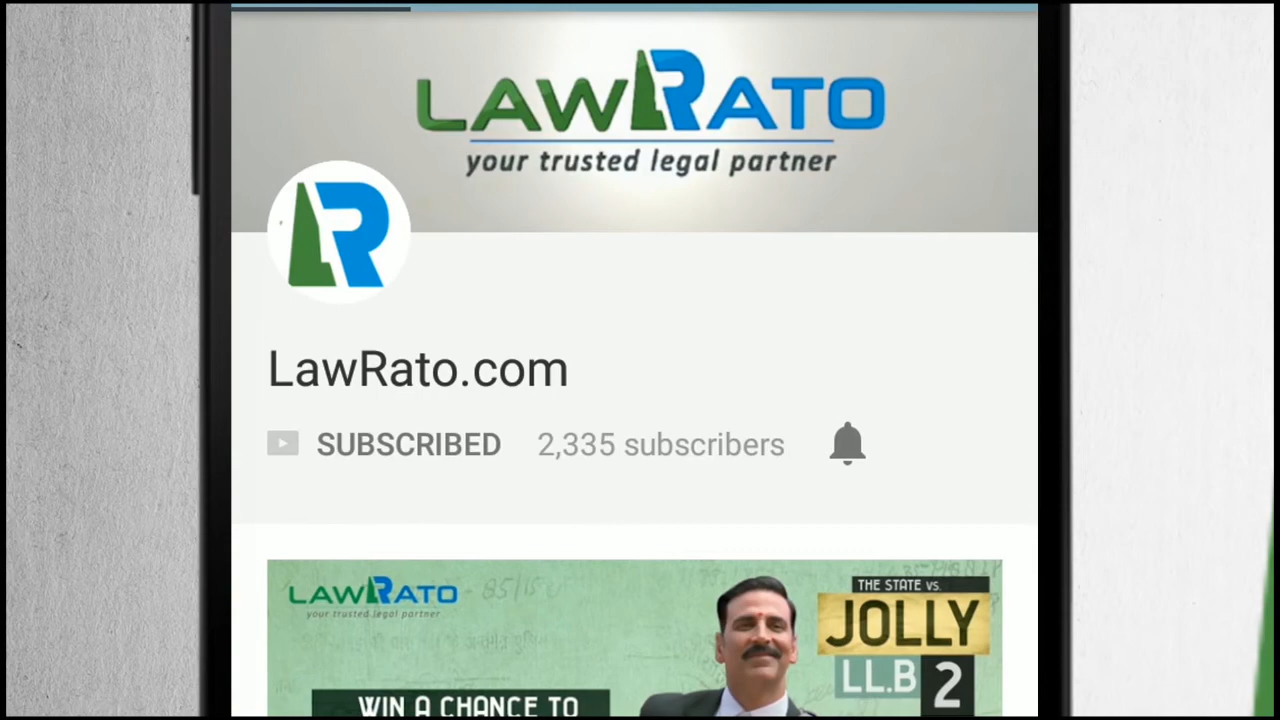 LAWRATO
your trusted legal partner
LawRato.com
SUBSCRIBED 2,335 subscribers
LAWRATO
your trusted legal partner
THE STATE VS.
JOLLY
LL.B 2
WIN A CHANCE TO